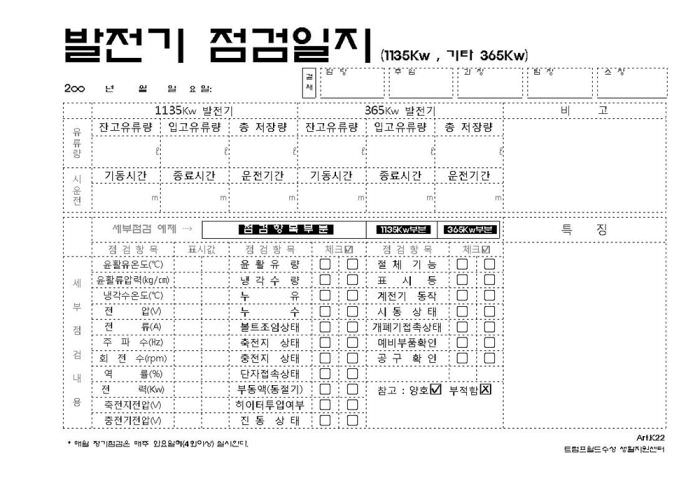 발전기 점검일지 (1135Kw , 기타 365Kw)
결재 담당 주임 과장 팀장 소장
200 년 월 일 요일:
1135Kw 발전기 365Kw 발전기 비 고
유류량 잔고유류량 입고유류량 총 저장량 잔고유류량 입고유류량 총 저장량
ℓ ℓ ℓ ℓ ℓ ℓ
시운전 기동시간 종료시간 운전기간 기동시간 종료시간 운전기간
m m m m m m
세부점검 예제 → 점검항목부분 1135Kw부분 365Kw부분 특 징
점검항목 표시값 점검항목 체크☑ 점검항목 체크☑
세부점검내용
윤활유온도(℃) 윤활유량 □ □ 절체기능 □ □
윤활류압력(kg/㎠) 냉각수량 □ □ 표시등 □ □
냉각수온도(℃) 누유 □ □ 계전기 동작 □ □
전압(V) 누수 □ □ 시동상태 □ □
전류(A) 볼트조임상태 □ □ 개폐기접속상태 □ □
주파수(Hz) 축전지 상태 □ □ 예비부품확인 □ □
회전수(rpm) 충전지 상태 □ □ 공구확인 □ □
역률(%) 단자접속상태 □ □
전력(Kw) 부동액(동절기) □ □ 참고 : 양호☑ 부적합☒
축전지전압(V) 히이터투입여부 □ □
충전기전압(V) 진동상태 □ □
* 매월 정기점검은 매주 일요일에(4회이상) 실시한다.
Art.K22
트럼프월드수성 생활지원센터